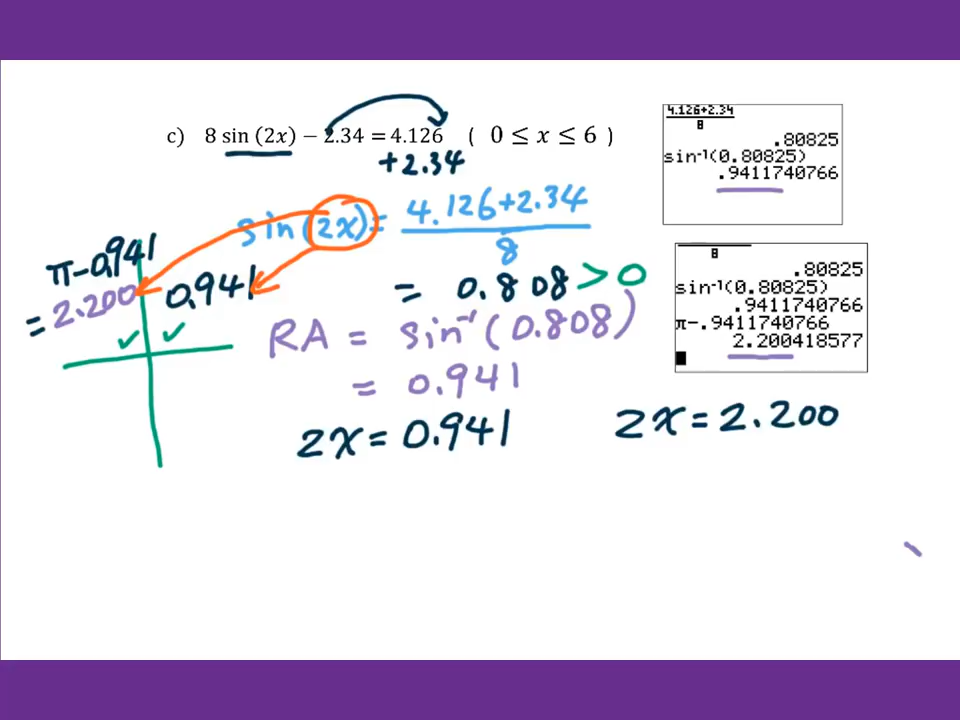 c) 8 sin (2x) − 2.34 = 4.126 ( 0 ≤ x ≤ 6 )
+2.34
sin(2x) = 4.126+2.34
8
= 0.808 > 0
RA = sin⁻¹(0.808)
= 0.941
2x = 0.941
2x = 2.200
π-0.941
= 2.200
0.941
✓ ✓
4.126+2.34
8
.80825
sin⁻¹(0.80825)
.9411740766
8
.80825
sin⁻¹(0.80825)
.9411740766
π-.9411740766
2.200418577